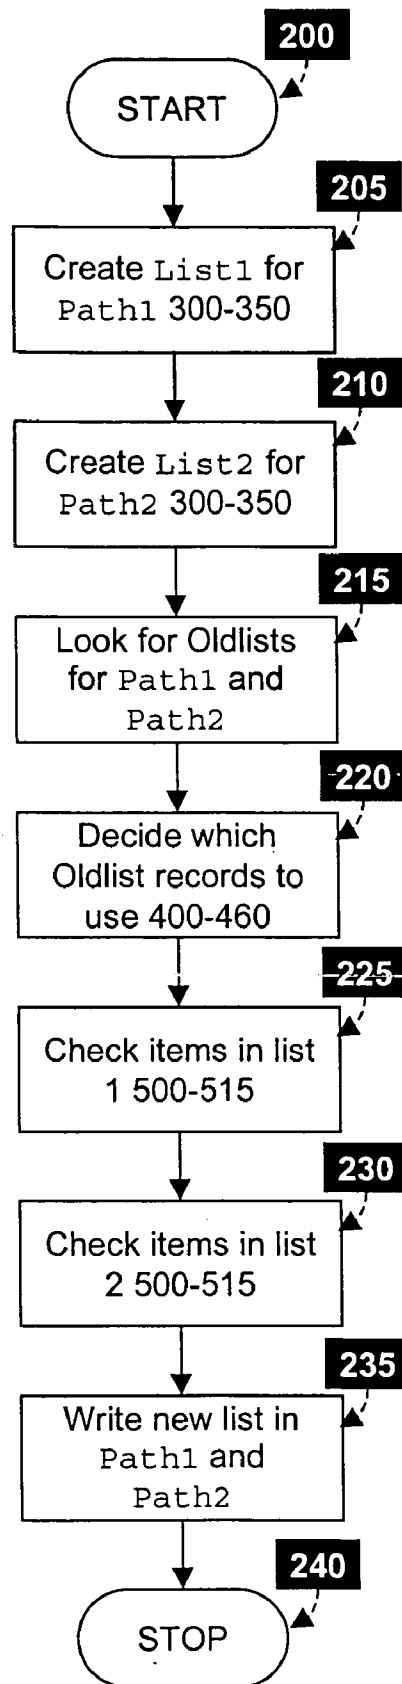 200
START
205
Create List1 for
Path1 300-350
210
Create List2 for
Path2 300-350
215
Look for Oldlists
for Path1 and
Path2
220
Decide which
Oldlist records to
use 400-460
225
Check items in list
1 500-515
230
Check items in list
2 500-515
235
Write new list in
Path1 and
Path2
240
STOP